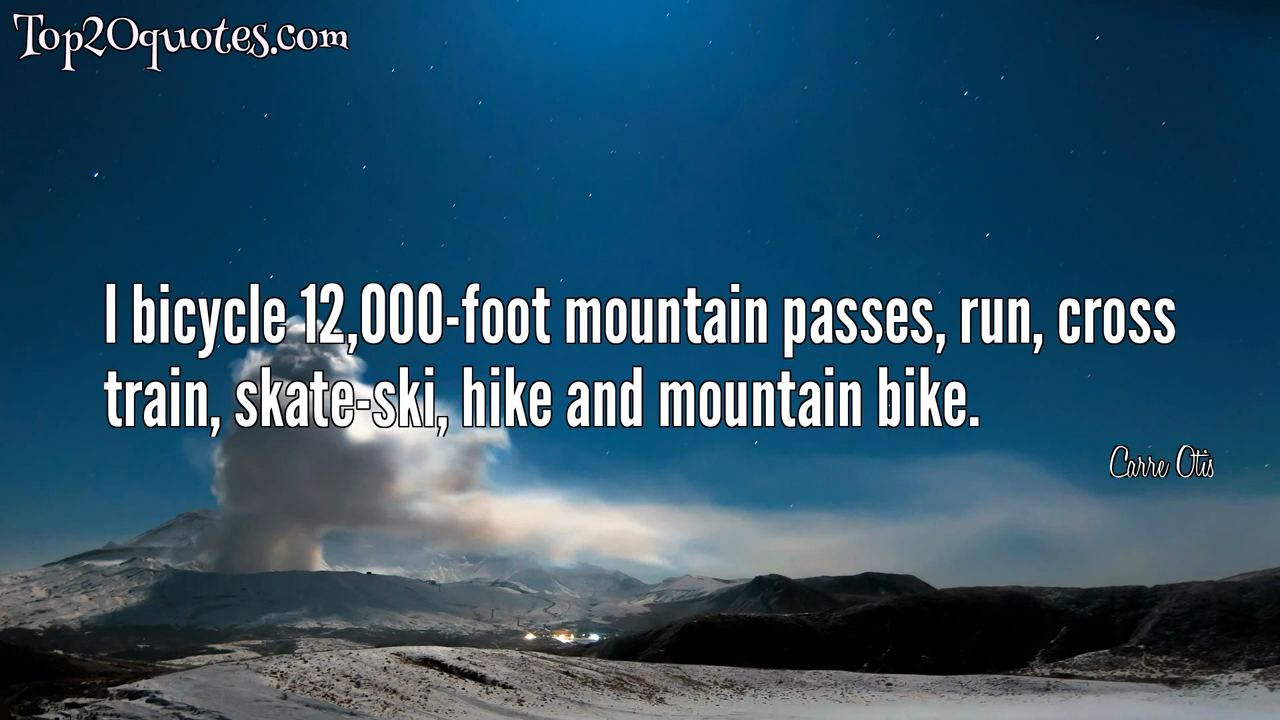 Top20quotes.com
I bicycle 12,000-foot mountain passes, run, cross
train, skate-ski, hike and mountain bike.
Carre Otis